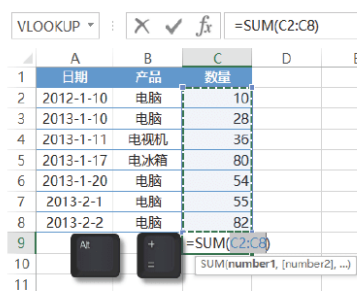 VLOOKUP fx =SUM(C2:C8)
A B C D
1 日期 产品 数量
2 2012-1-10 电脑 10
3 2013-1-10 电脑 28
4 2013-1-11 电视机 36
5 2013-1-17 电冰箱 80
6 2013-1-20 电脑 54
7 2013-2-1 电脑 55
8 2013-2-2 电脑 82
9 Alt + = =SUM(C2:C8)
10 SUM(number1, [number2], ...)
11